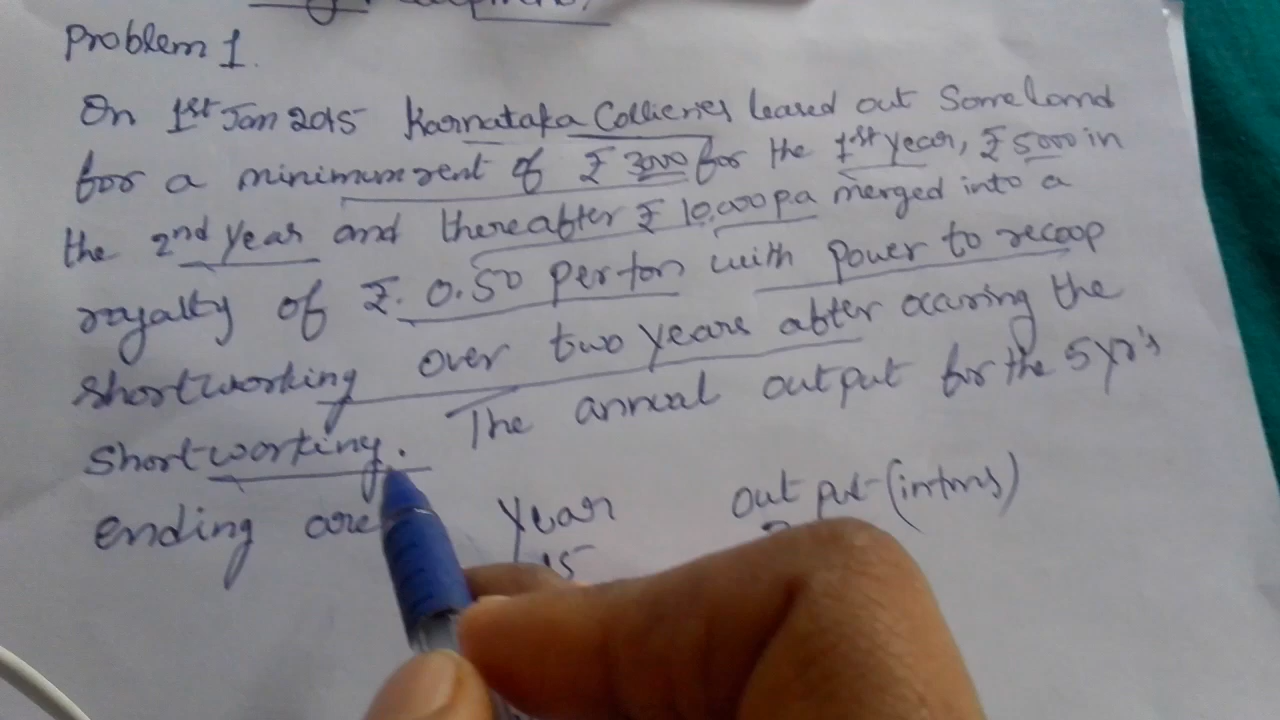 Problem 1.
On 1st Jan 2015 Karnataka Collieries leased out Some land
for a minimum rent of ₹ 3000 for the 1st year, ₹ 5000 in
the 2nd year and thereafter ₹ 10,000 p.a merged into a
royalty of ₹. 0.50 per ton with power to recoop
shortworking over two years after occuring the
Shortworking. The annual output for the 5 yr's
ending are year output (in tons)
15